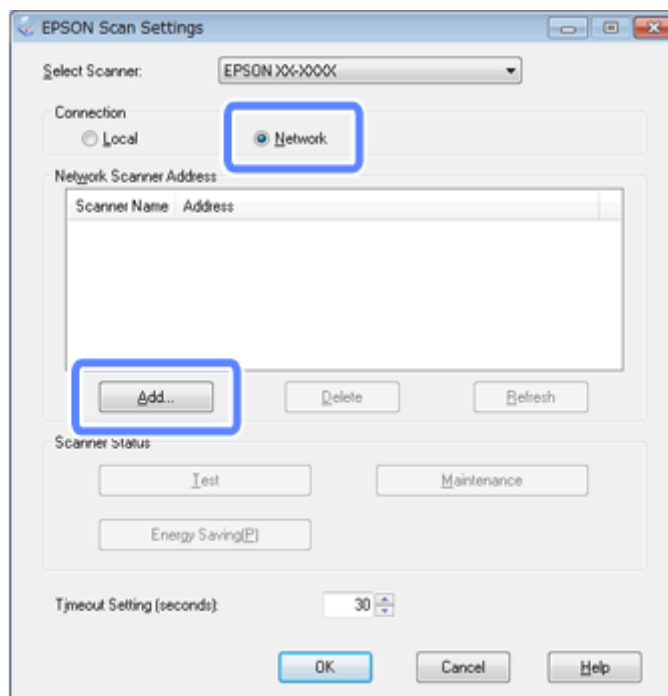 EPSON Scan Settings
Select Scanner: EPSON XX-XXXX
Connection
Local Network
Network Scanner Address
Scanner Name Address
Add... Delete Refresh
Scanner Status
Test Maintenance
Energy Saving(P)
Timeout Setting (seconds): 30
OK Cancel Help